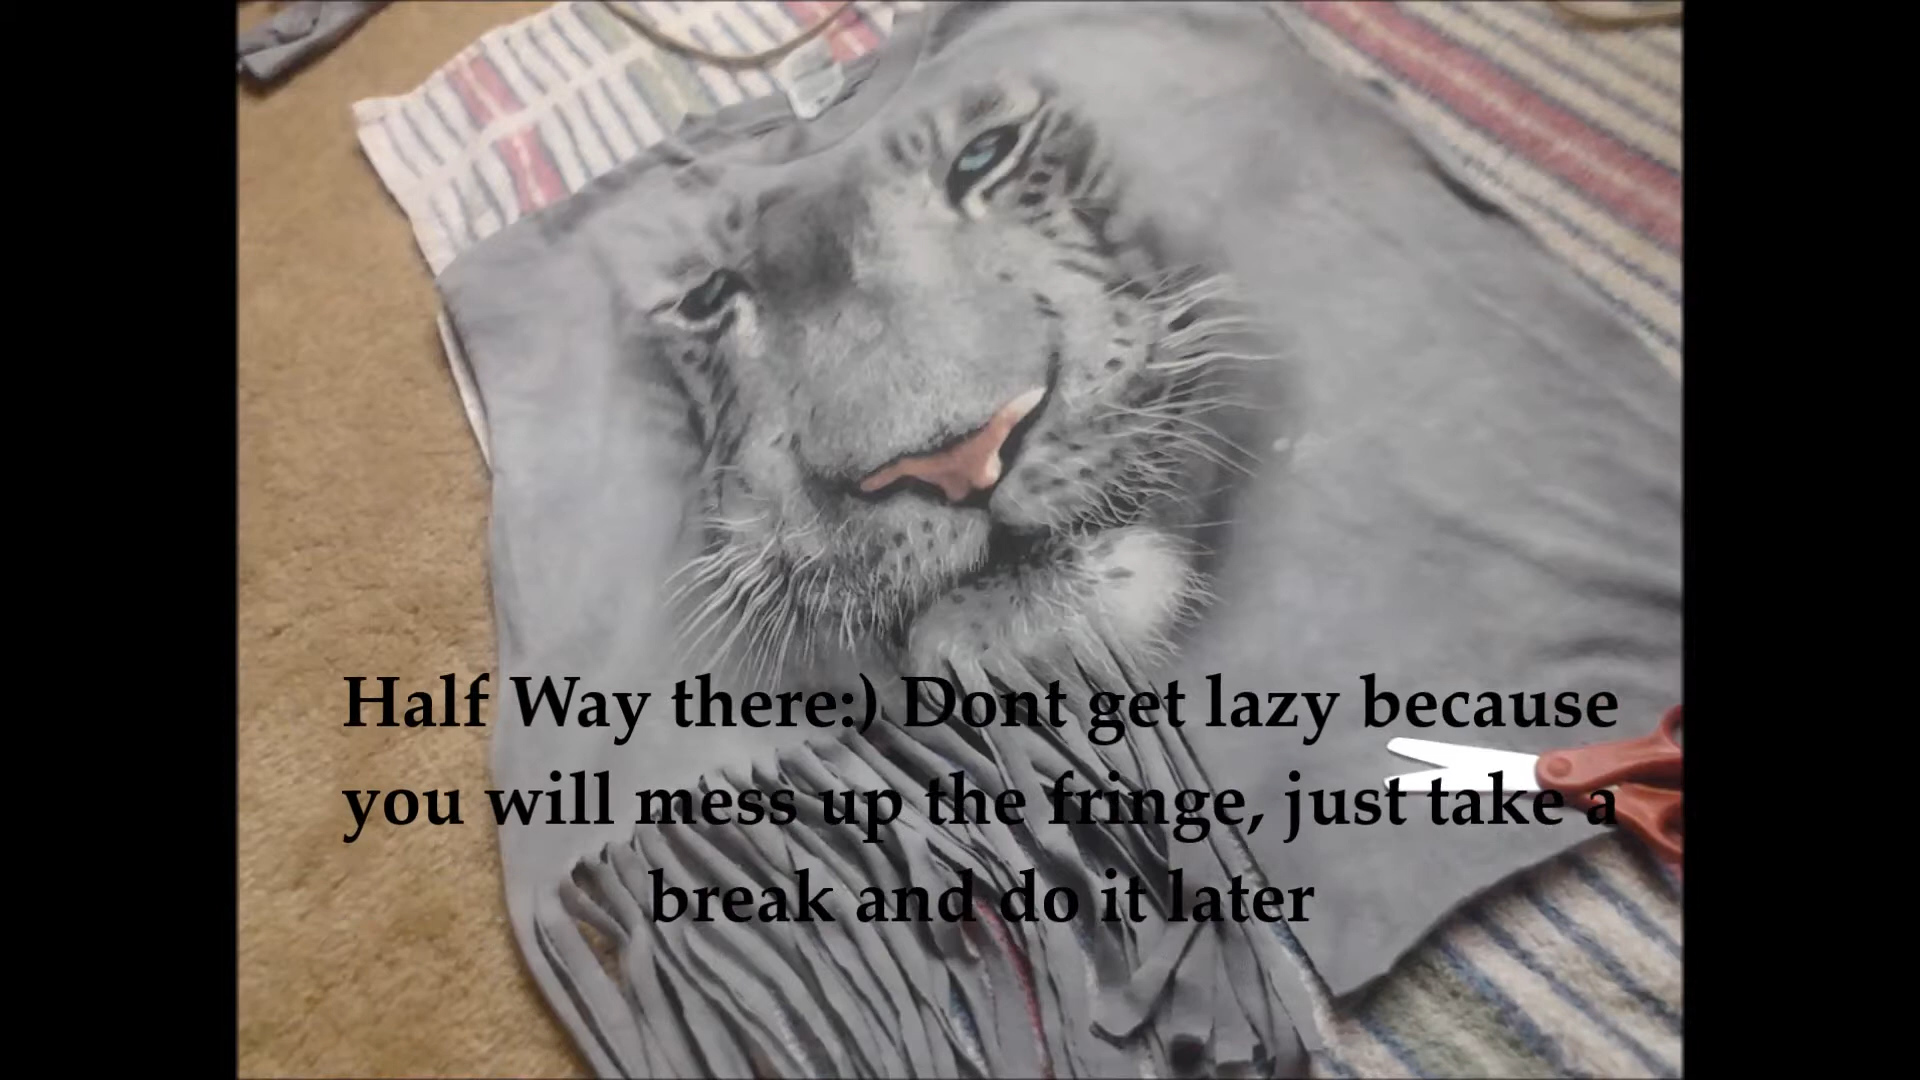 Half Way there:) Dont get lazy because
you will mess up the fringe, just take a
break and do it later